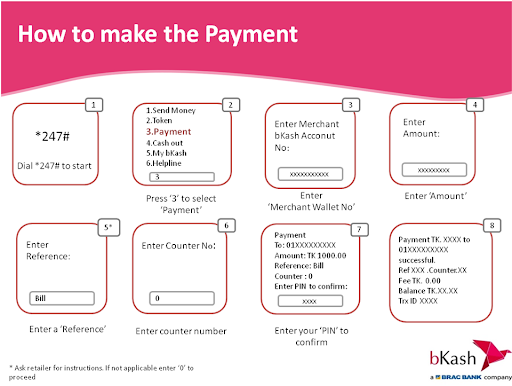 How to make the Payment
1
*247#
Dial *247# to start
2
1.Send Money
2.Token
3.Payment
4.Cash out
5.My bKash
6.Helpline
3
Press '3' to select
'Payment'
3
Enter Merchant
bKash Acconut
No:
xxxxxxxxxxx
Enter
'Merchant Wallet No'
4
Enter
Amount:
xxxxxxxxx
Enter 'Amount'
5*
Enter
Reference:
Bill
Enter a 'Reference'
6
Enter Counter No:
0
Enter counter number
7
Payment
To: 01XXXXXXXXX
Amount: TK 1000.00
Reference: Bill
Counter : 0
Enter PIN to confirm:
xxxx
Enter your 'PIN' to
confirm
8
Payment TK. XXXX to
01XXXXXXXXX
successful.
Ref XXX .Counter.XX
Fee TK. 0.00
Balance TK.XX.XX
Trx ID XXXX
* Ask retailer for instructions. If not applicable enter '0' to
proceed
bKash
a BRAC BANK company